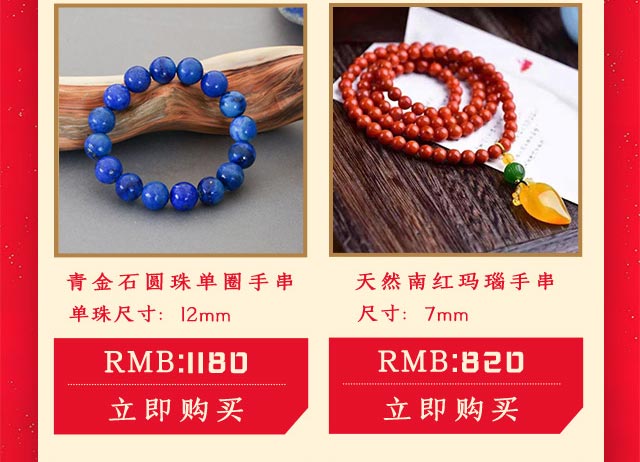 青金石圆珠单圈手串
单珠尺寸: 12mm
RMB:1180
立即购买
天然南红玛瑙手串
尺寸: 7mm
RMB:820
立即购买